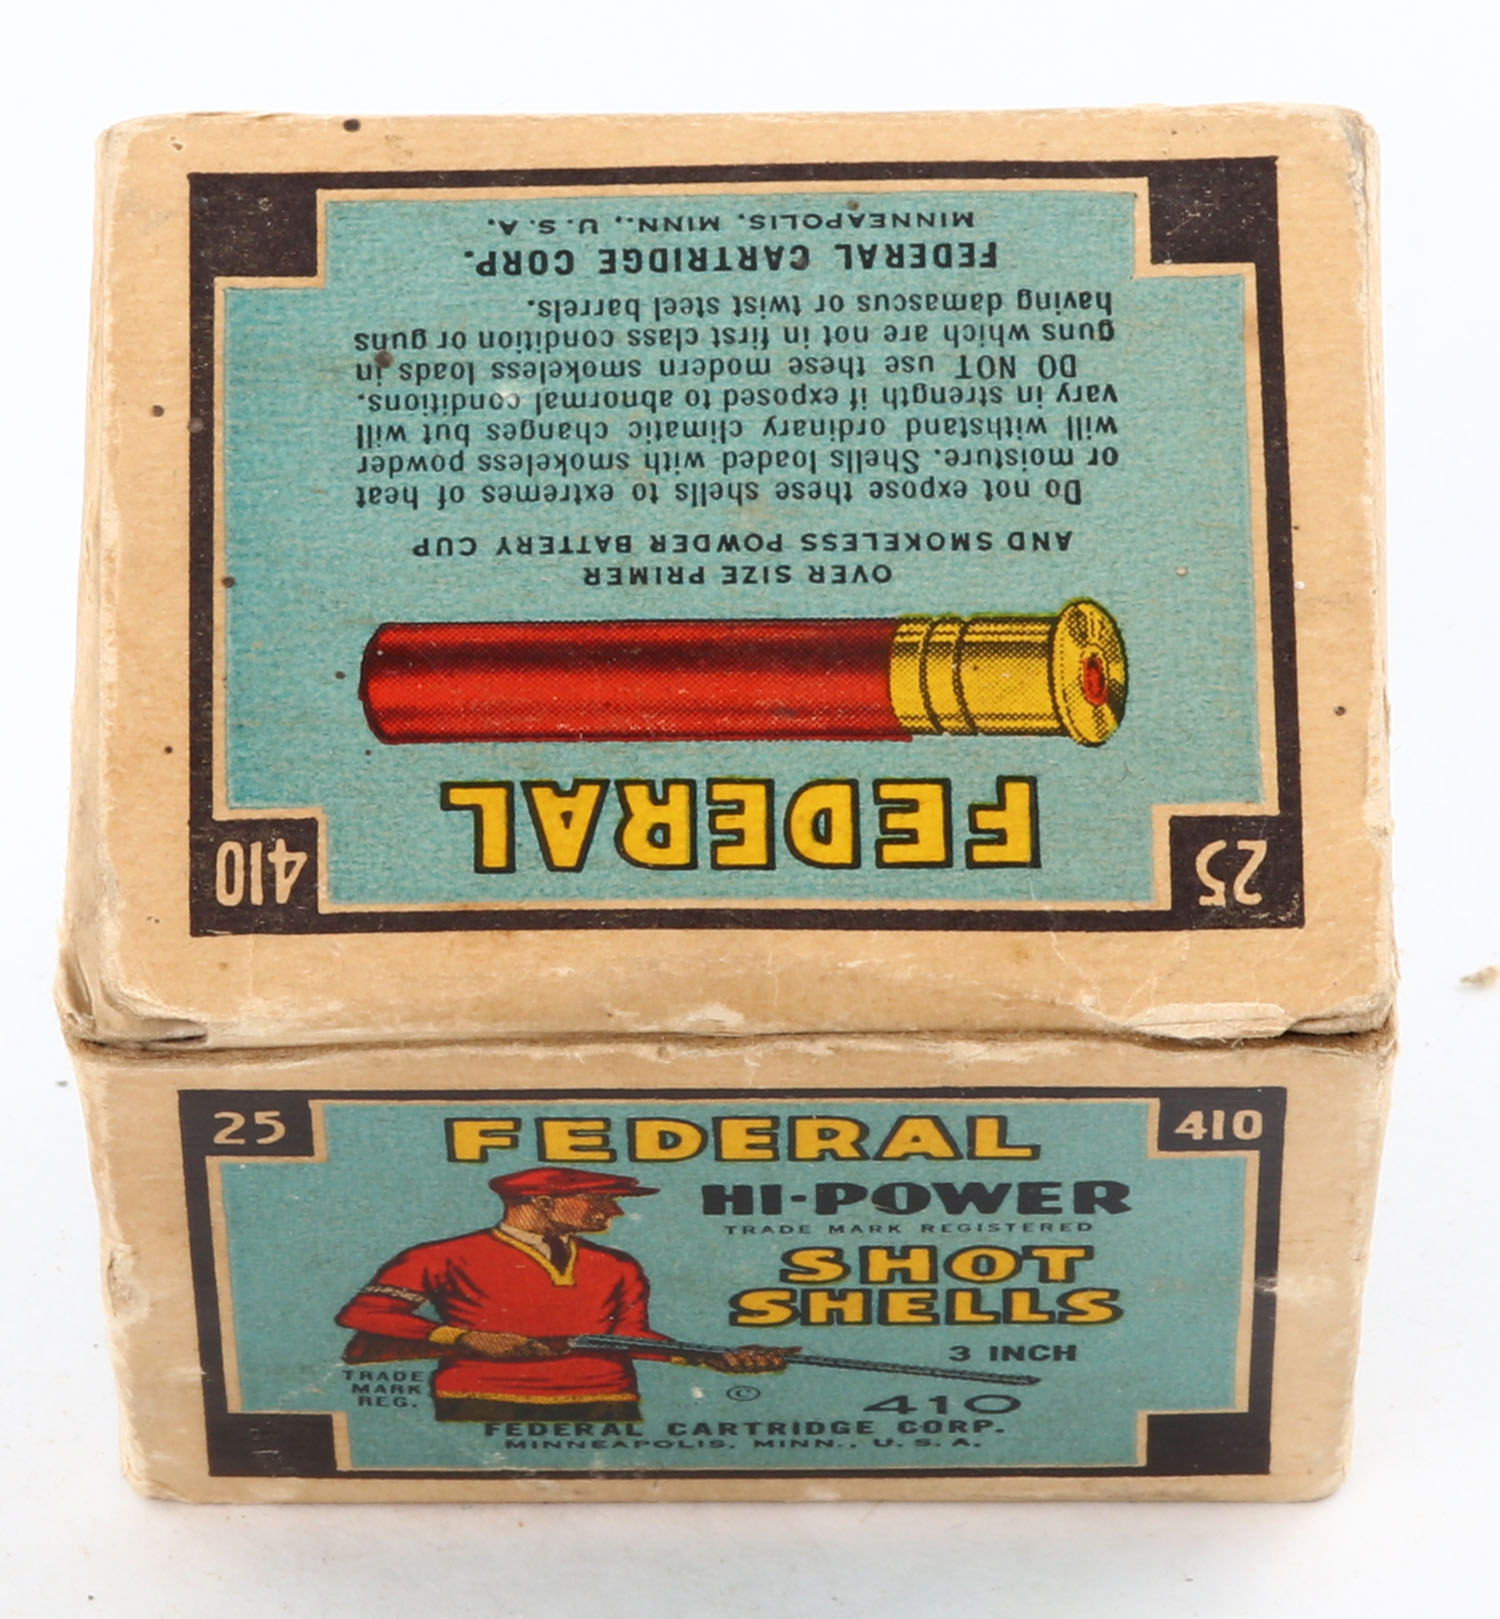 25
410
FEDERAL
OVER SIZE PRIMER
AND SMOKELESS POWDER BATTERY CUP
Do not expose these shells to extremes of heat
or moisture. Shells loaded with smokeless powder
will withstand ordinary climatic changes but will
vary in strength if exposed to abnormal conditions.
DO NOT use these modern smokeless loads in
guns which are not in first class condition or guns
having damascus or twist steel barrels.
FEDERAL CARTRIDGE CORP.
MINNEAPOLIS, MINN., U.S.A.
25
410
FEDERAL
HI-POWER
TRADE MARK REGISTERED
SHOT
SHELLS
3 INCH
410
TRADE
MARK
REG.
©
FEDERAL CARTRIDGE CORP.
MINNEAPOLIS, MINN., U.S.A.